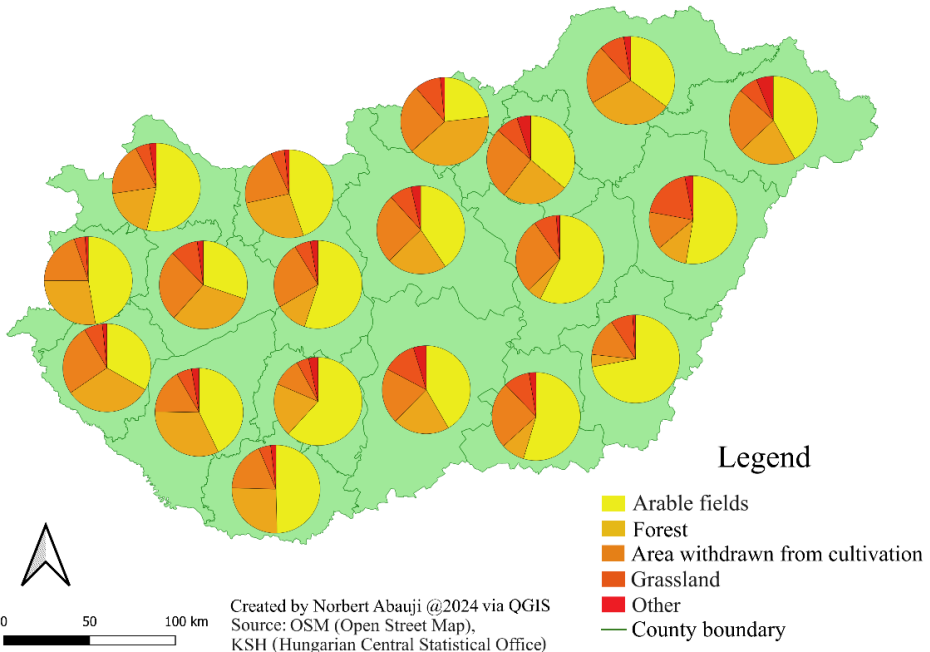 Legend
Arable fields
Forest
Area withdrawn from cultivation
Grassland
Other
County boundary
0 50 100 km
Created by Norbert Abauji @2024 via QGIS
Source: OSM (Open Street Map),
KSH (Hungarian Central Statistical Office)